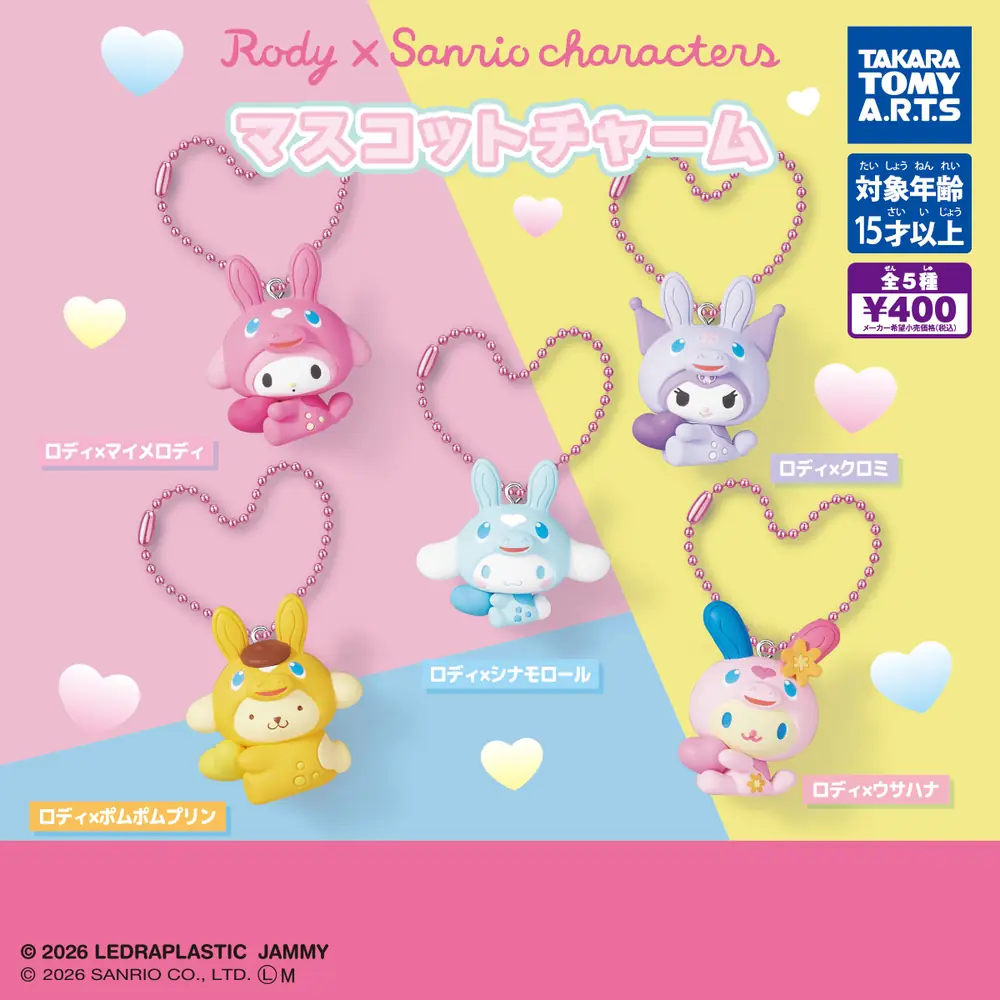 Rody × Sanrio characters
マスコットチャーム
TAKARA
TOMY
A.R.T.S
たい しょう ねん れい
対象年齢
さい い じょう
15才以上
ぜん しゅ
全5種
¥400
メーカー希望小売価格(税込)
ロディ×マイメロディ
ロディ×クロミ
ロディ×シナモロール
ロディ×ポムポムプリン
ロディ×ウサハナ
© 2026 LEDRAPLASTIC JAMMY
© 2026 SANRIO CO., LTD. Ⓛ M